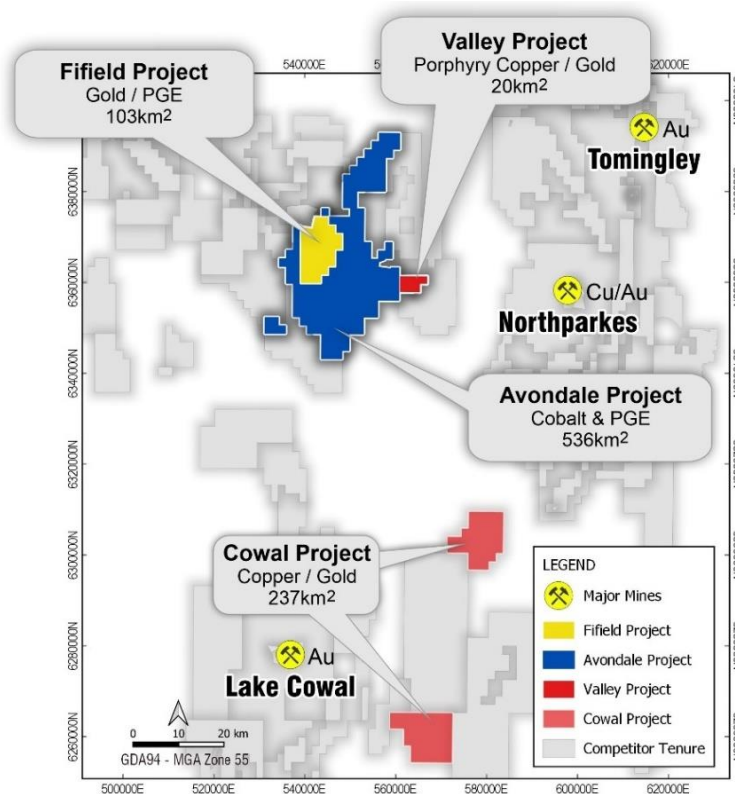 Valley Project
Porphyry Copper / Gold
20km²
Fifield Project
Gold / PGE
103km²
540000E
620000E
Au
Tomingley
6380000N
Cu/Au
Northparkes
6360000N
6340000N
Avondale Project
Cobalt & PGE
536km²
6320000N
Cowal Project
Copper / Gold
237km²
6300000N
LEGEND
Major Mines
Fifield Project
Avondale Project
Valley Project
Cowal Project
Competitor Tenure
6280000N
Au
Lake Cowal
6260000N
0 10 20 km
GDA94 - MGA Zone 55
500000E
520000E
540000E
560000E
580000E
600000E
620000E